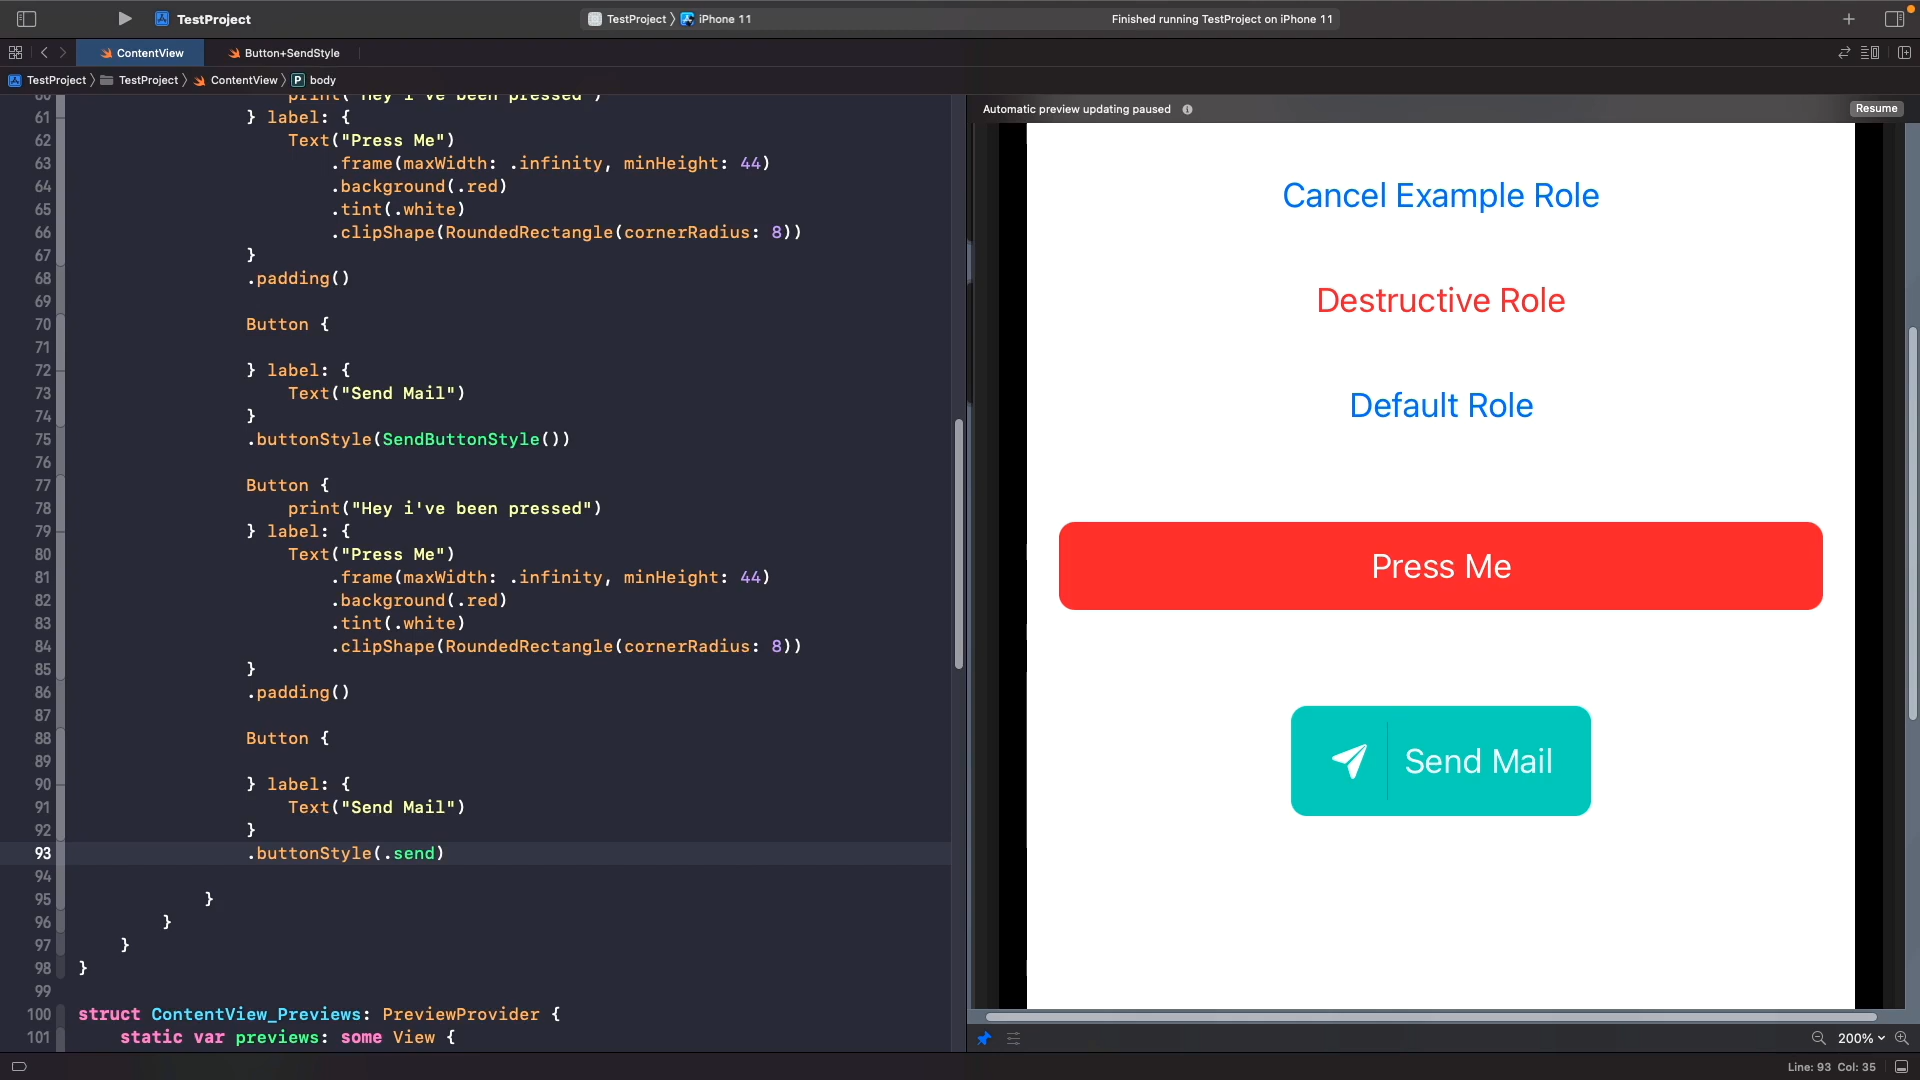 TestProject
TestProject 〉 iPhone 11
Finished running TestProject on iPhone 11
ContentView
Button+SendStyle
TestProject 〉 TestProject 〉 ContentView 〉 P body
60 print("Hey i've been pressed")
61 } label: {
62 Text("Press Me")
63 .frame(maxWidth: .infinity, minHeight: 44)
64 .background(.red)
65 .tint(.white)
66 .clipShape(RoundedRectangle(cornerRadius: 8))
67 }
68 .padding()
69
70 Button {
71
72 } label: {
73 Text("Send Mail")
74 }
75 .buttonStyle(SendButtonStyle())
76
77 Button {
78 print("Hey i've been pressed")
79 } label: {
80 Text("Press Me")
81 .frame(maxWidth: .infinity, minHeight: 44)
82 .background(.red)
83 .tint(.white)
84 .clipShape(RoundedRectangle(cornerRadius: 8))
85 }
86 .padding()
87
88 Button {
89
90 } label: {
91 Text("Send Mail")
92 }
93 .buttonStyle(.send)
94
95 }
96 }
97 }
98 }
99
100 struct ContentView_Previews: PreviewProvider {
101 static var previews: some View {
Automatic preview updating paused
Resume
Cancel Example Role
Destructive Role
Default Role
Press Me
Send Mail
200%
Line: 93 Col: 35